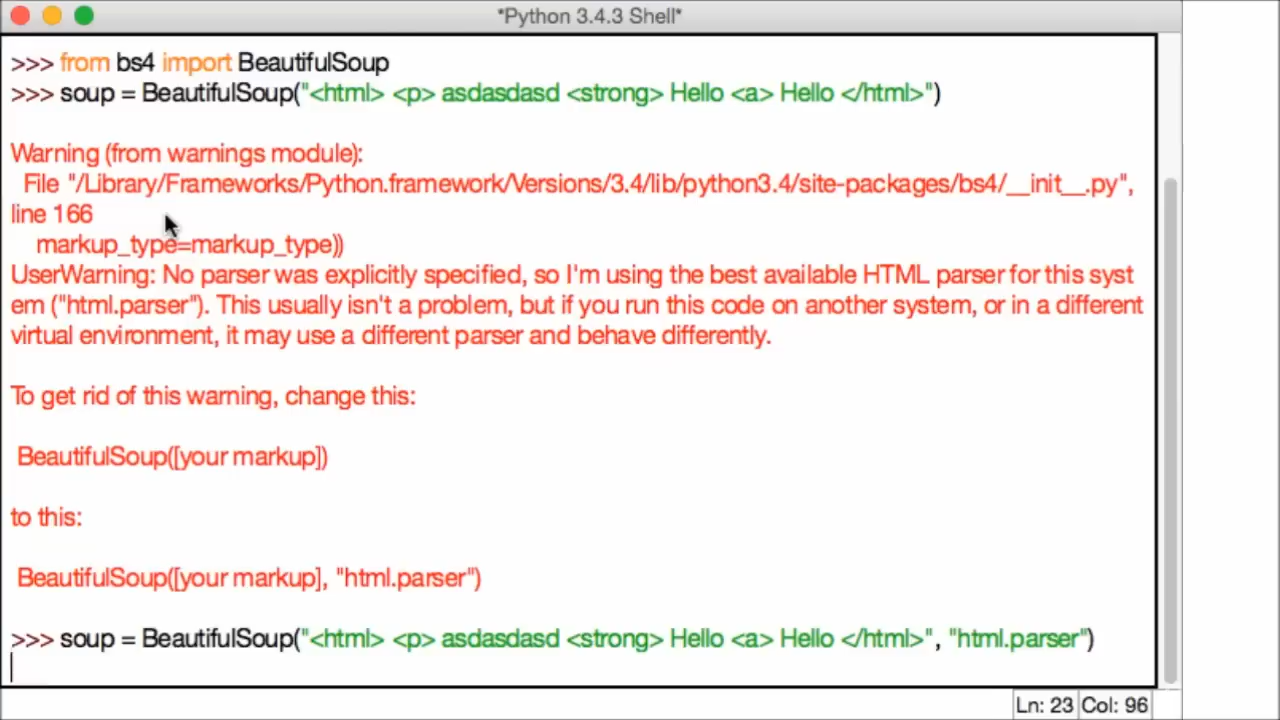 *Python 3.4.3 Shell*
>>> from bs4 import BeautifulSoup
>>> soup = BeautifulSoup("<html> <p> asdasdasd <strong> Hello <a> Hello </html>")
Warning (from warnings module):
File "/Library/Frameworks/Python.framework/Versions/3.4/lib/python3.4/site-packages/bs4/__init__.py",
line 166
markup_type=markup_type))
UserWarning: No parser was explicitly specified, so I'm using the best available HTML parser for this syst
em ("html.parser"). This usually isn't a problem, but if you run this code on another system, or in a different
virtual environment, it may use a different parser and behave differently.
To get rid of this warning, change this:
BeautifulSoup([your markup])
to this:
BeautifulSoup([your markup], "html.parser")
>>> soup = BeautifulSoup("<html> <p> asdasdasd <strong> Hello <a> Hello </html>", "html.parser")
Ln: 23 Col: 96